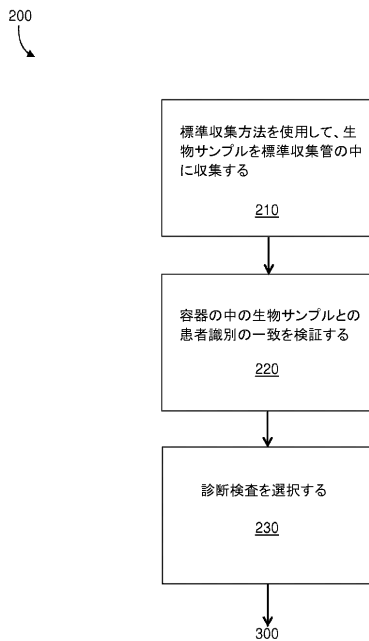 200
標準収集方法を使用して、生
物サンプルを標準収集管の中
に収集する
210
容器の中の生物サンプルとの
患者識別の一致を検証する
220
診断検査を選択する
230
300